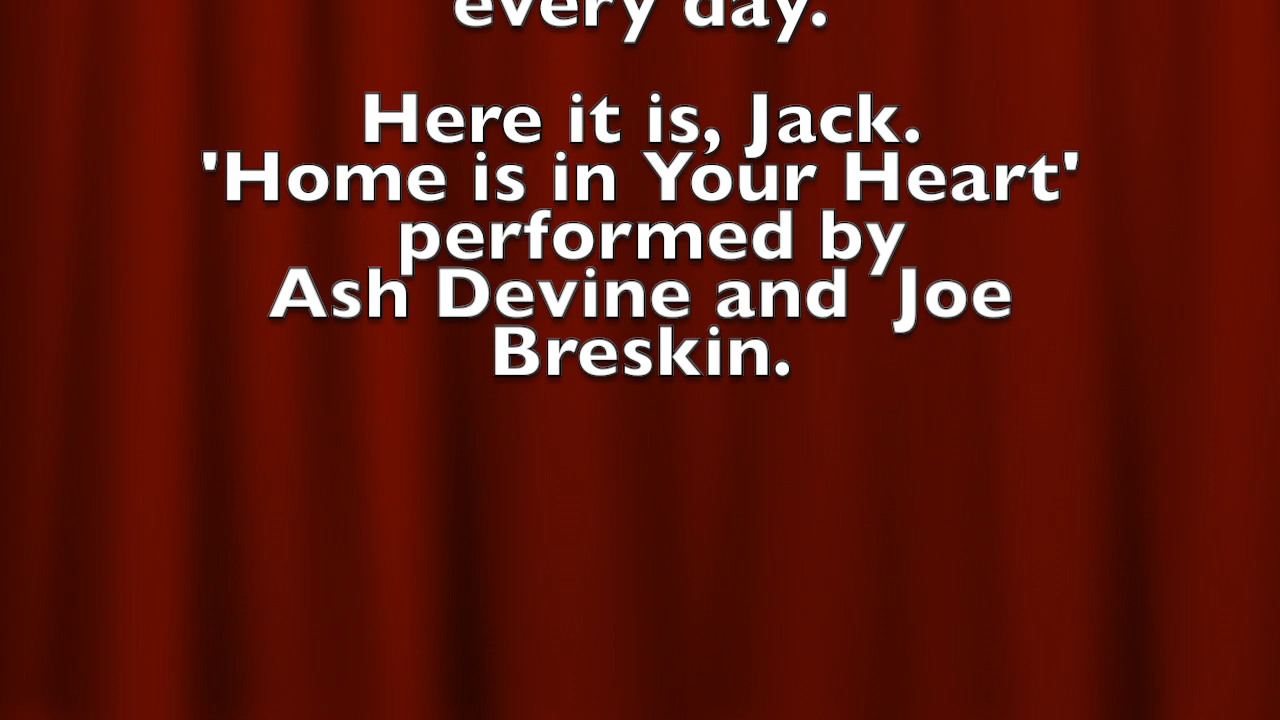 every day.
Here it is, Jack.
'Home is in Your Heart'
performed by
Ash Devine and  Joe
Breskin.